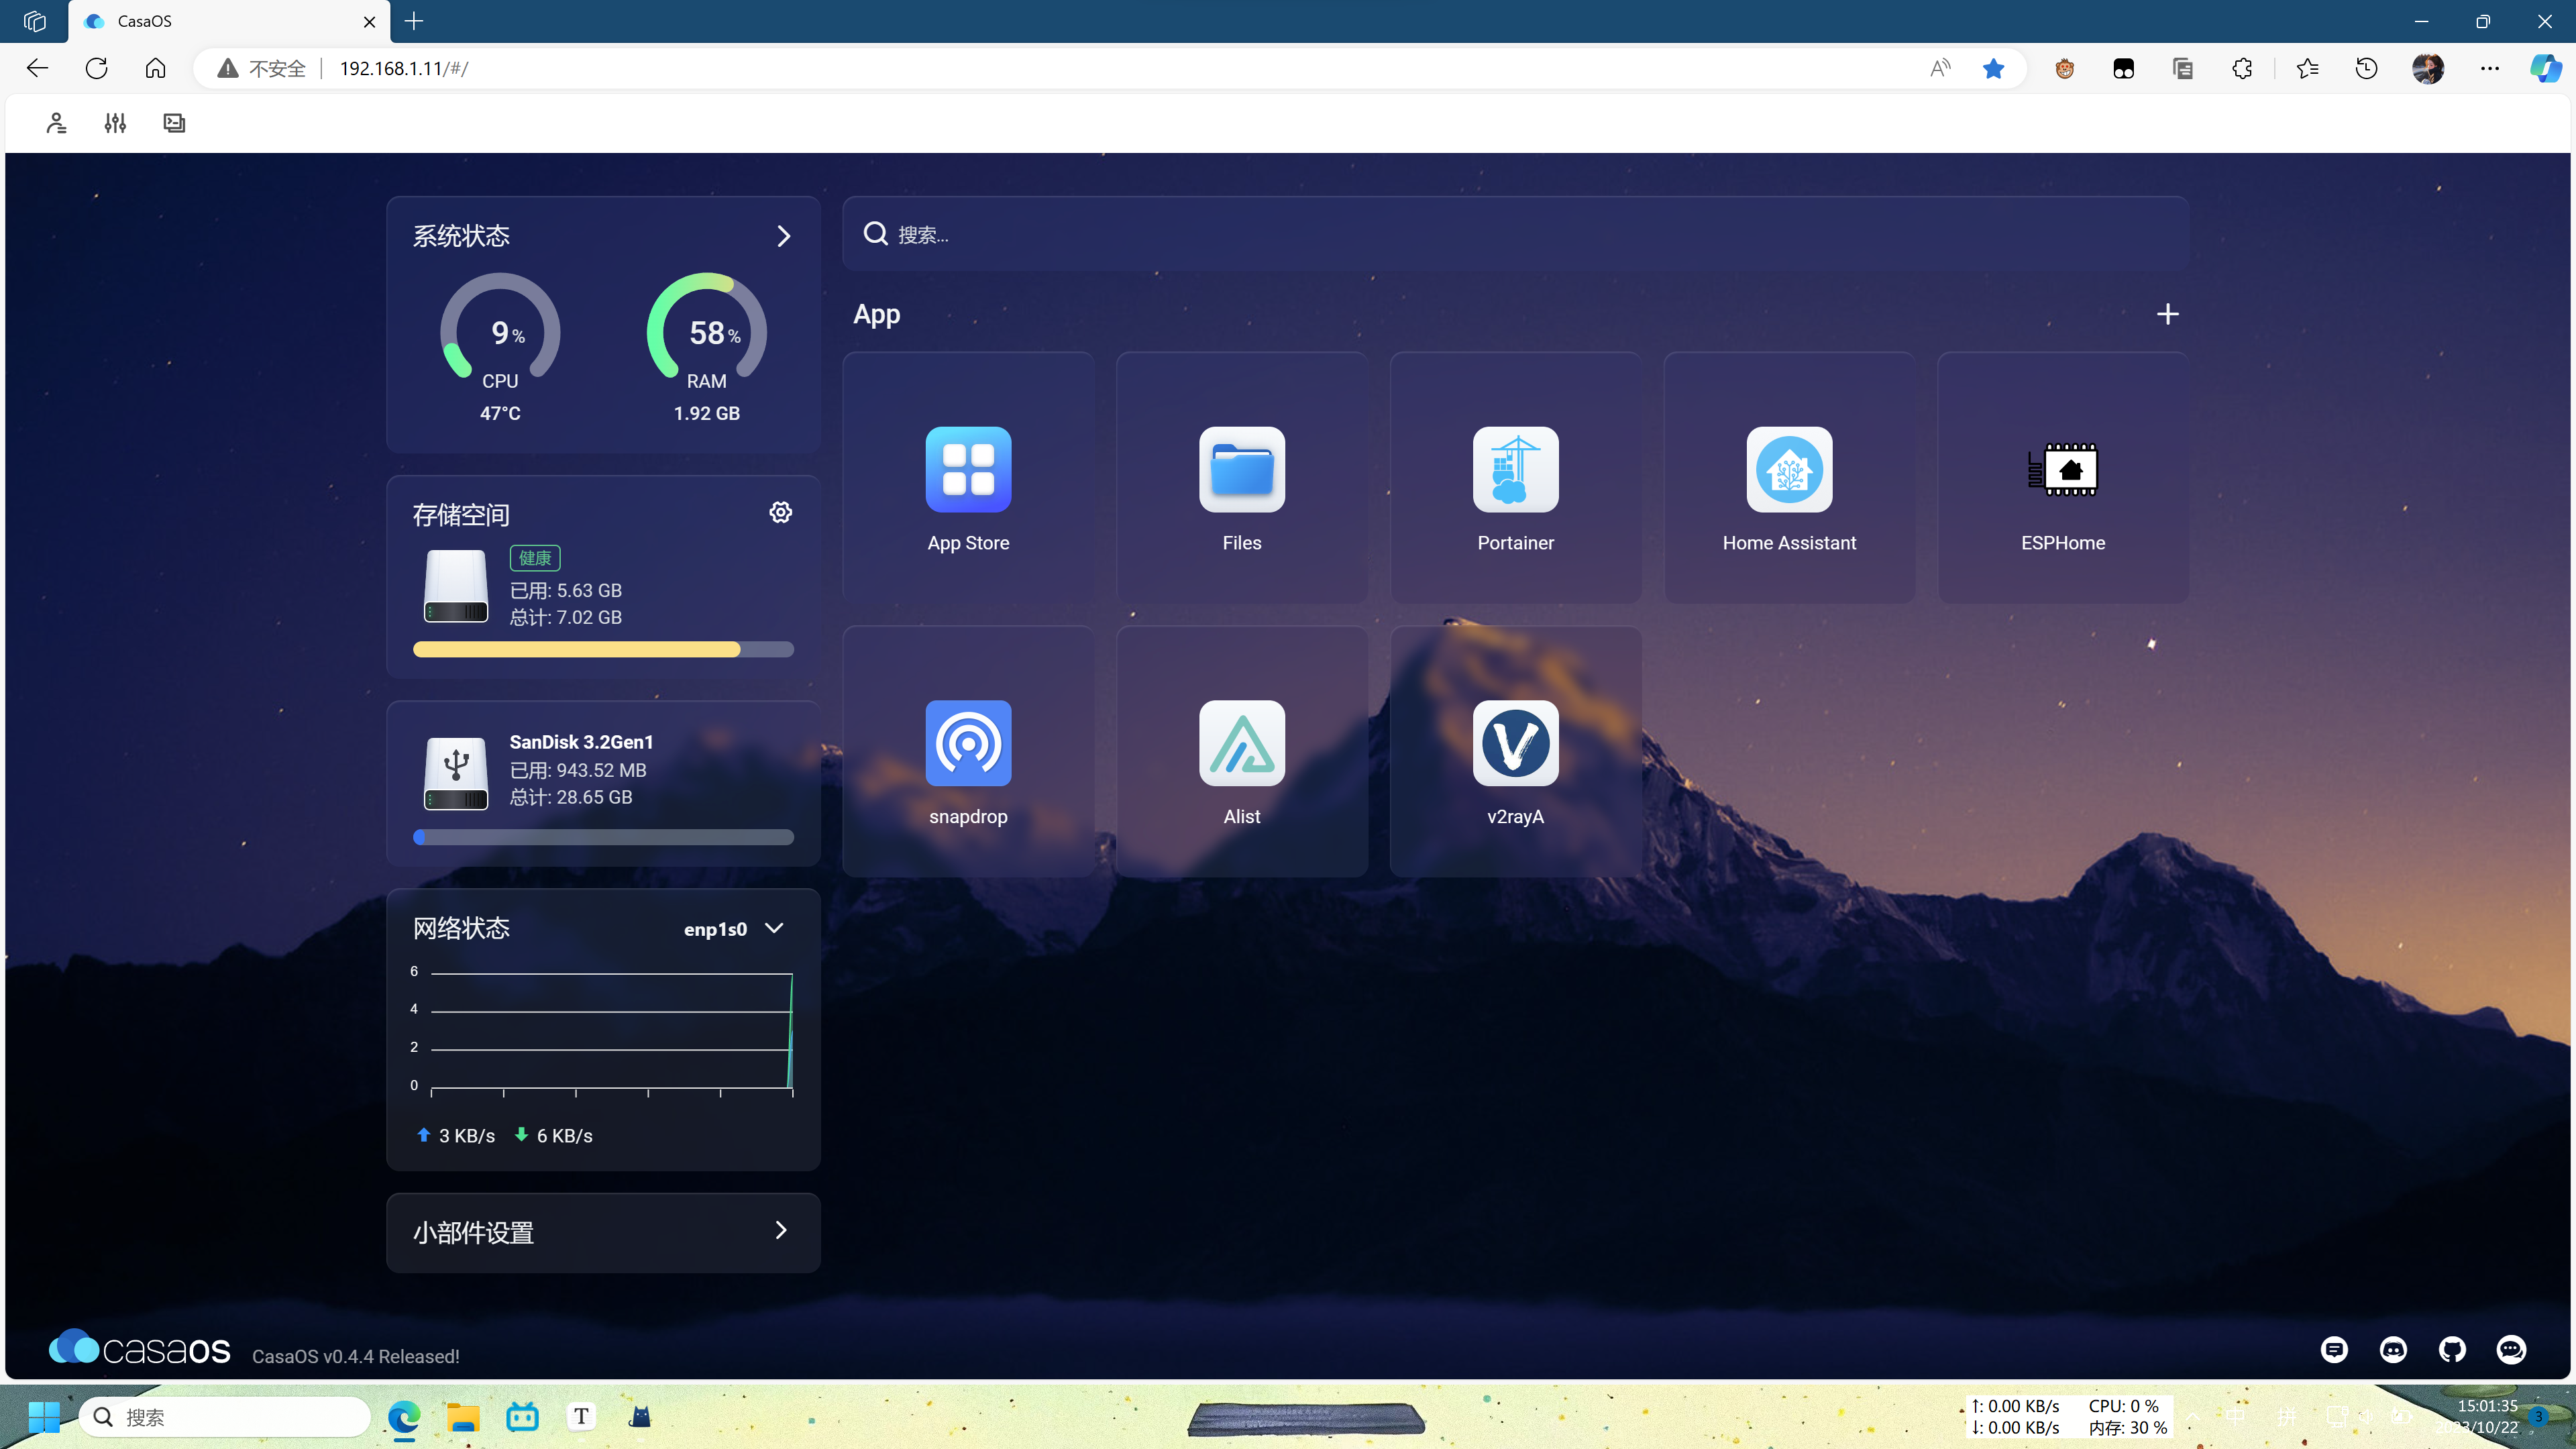 CasaOS
不安全
192.168.1.11/#/
系统状态
9%
CPU
47°C
58%
RAM
1.92 GB
存储空间
健康
已用: 5.63 GB
总计: 7.02 GB
SanDisk 3.2Gen1
已用: 943.52 MB
总计: 28.65 GB
网络状态
enp1s0
6
4
2
0
3 KB/s
6 KB/s
小部件设置
搜索...
App
App Store
Files
Portainer
Home Assistant
ESPHome
snapdrop
Alist
v2rayA
casaOS
CasaOS v0.4.4 Released!
搜索
T
↑: 0.00 KB/s
CPU: 0 %
↓: 0.00 KB/s
内存: 30 %
中
拼
15:01:35
2023/10/22
3